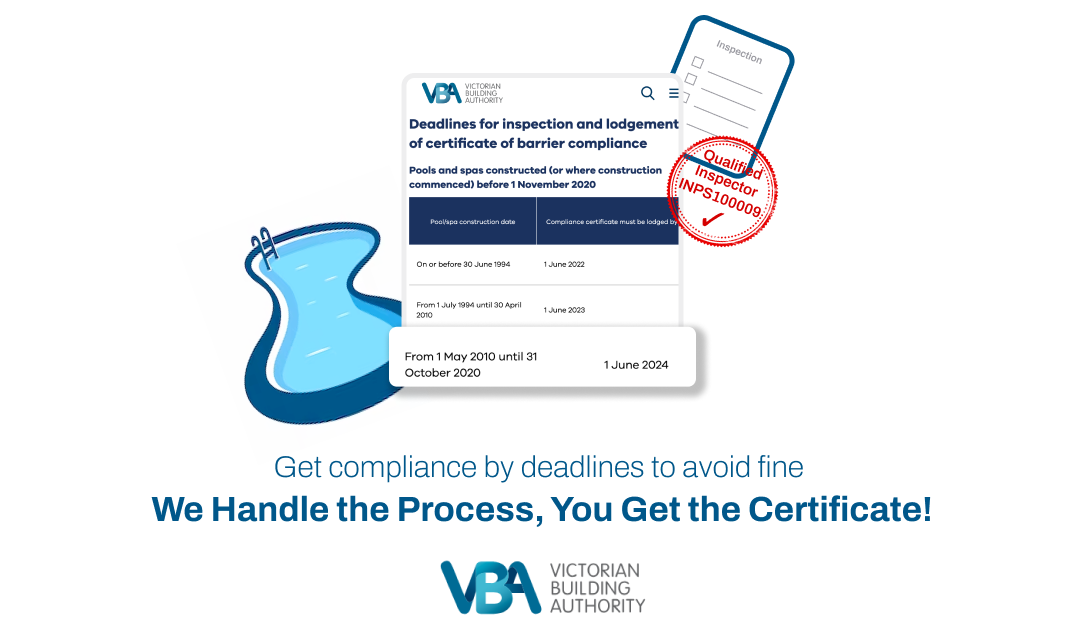 Inspection
VBA VICTORIAN
BUILDING
AUTHORITY
Deadlines for inspection and lodgement
of certificate of barrier compliance
Pools and spas constructed (or where construction
commenced) before 1 November 2020
Pool/spa construction date
Compliance certificate must be lodged by
On or before 30 June 1994
1 June 2022
From 1 July 1994 until 30 April
2010
1 June 2023
From 1 May 2010 until 31
October 2020
1 June 2024
Qualified
Inspector
INPS100009
Get compliance by deadlines to avoid fine
We Handle the Process, You Get the Certificate!
VBA VICTORIAN
BUILDING
AUTHORITY